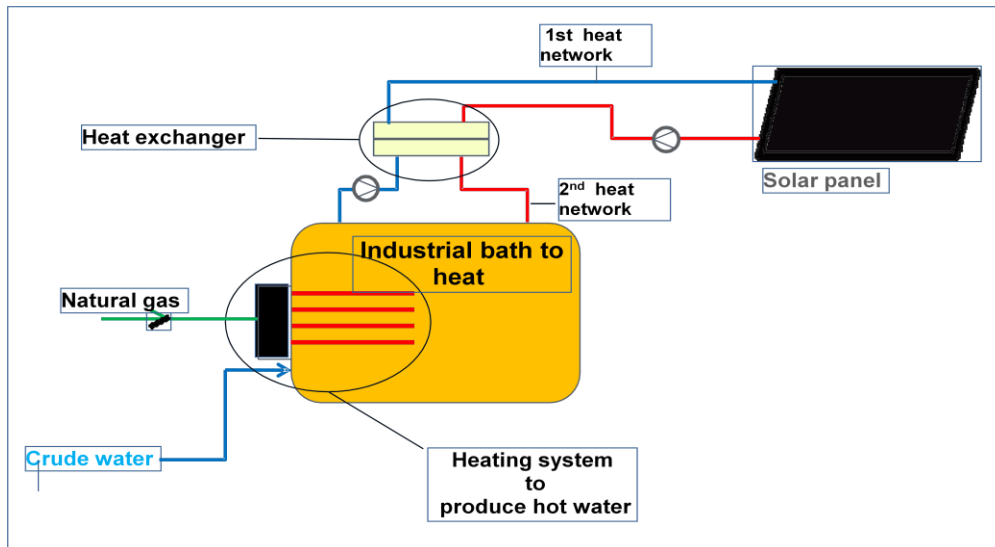 1st heat
network
Heat exchanger
Solar panel
2nd heat
network
Industrial bath to
heat
Natural gas
Crude water
Heating system
to
produce hot water